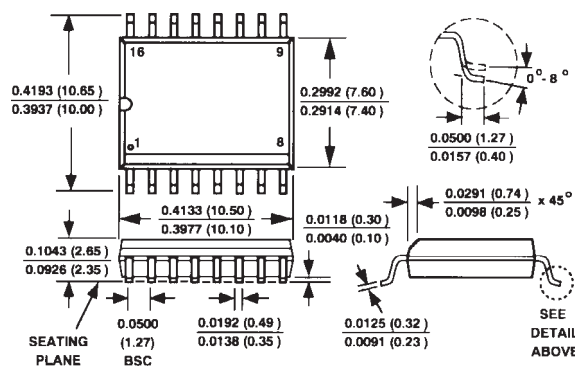 16 9
1 8
0.4193 (10.65)
0.3937 (10.00)
0.2992 (7.60)
0.2914 (7.40)
0°- 8°
0.0500 (1.27 )
0.0157 (0.40)
0.4133 (10.50)
0.3977 (10.10)
0.0118 (0.30)
0.0040 (0.10)
0.0291 (0.74)
0.0098 (0.25)
x 45°
0.1043 (2.65)
0.0926 (2.35)
SEATING
PLANE
0.0500
(1.27)
BSC
0.0192 (0.49)
0.0138 (0.35)
0.0125 (0.32)
0.0091 (0.23)
SEE
DETAIL
ABOVE